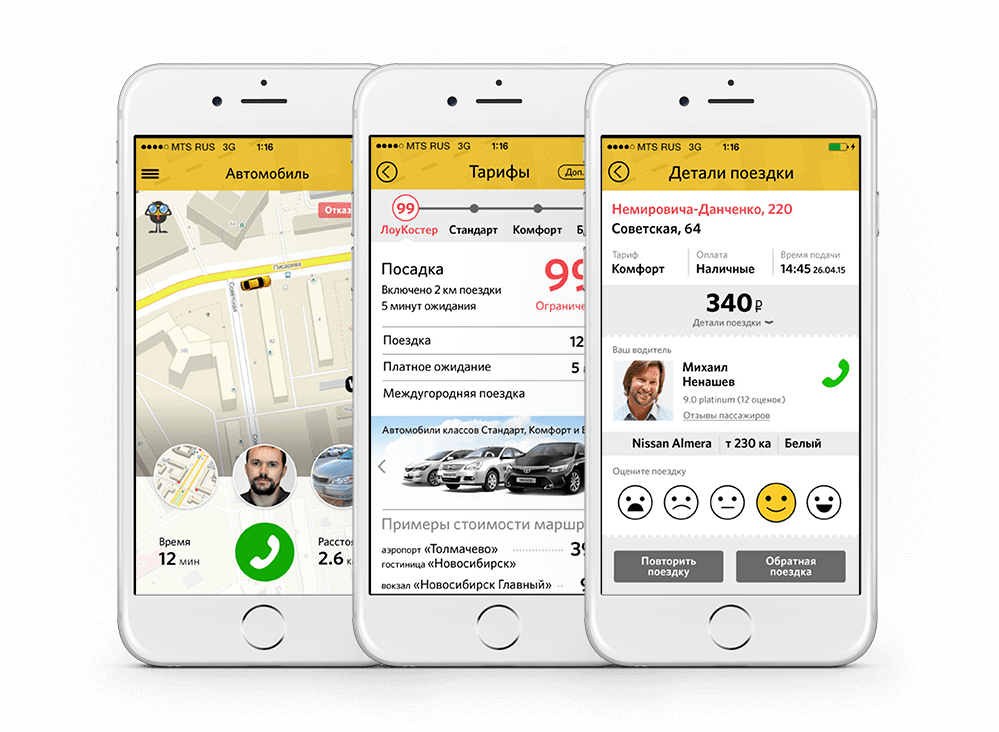 MTS RUS 3G 1:16
Автомобиль
Отказ
Писарева
Советская
Время
12 мин
Расстоя
2.6 к
MTS RUS 3G 1:16
Тарифы
Доп.
99
ЛоуКостер Стандарт Комфорт
Посадка
Включено 2 км поездки
5 минут ожидания
99
Ограниче
Поездка 12
Платное ожидание 5
Междугородная поездка
Автомобили классов Стандарт, Комфорт и
Примеры стоимости маршр
аэропорт «Толмачево» 39
гостиница «Новосибирск»
вокзал «Новосибирск Главный»
MTS RUS 3G 1:16
Детали поездки
Немировича-Данченко, 220
Советская, 64
Тариф Оплата Время подачи
Комфорт Наличные 14:45 26.04.15
340 ₽
Детали поездки
Ваш водитель
Михаил
Ненашев
9.0 platinum (12 оценок)
Отзывы пассажиров
Nissan Almera т 230 ка Белый
Оцените поездку
Повторить
поездку
Обратная
поездка